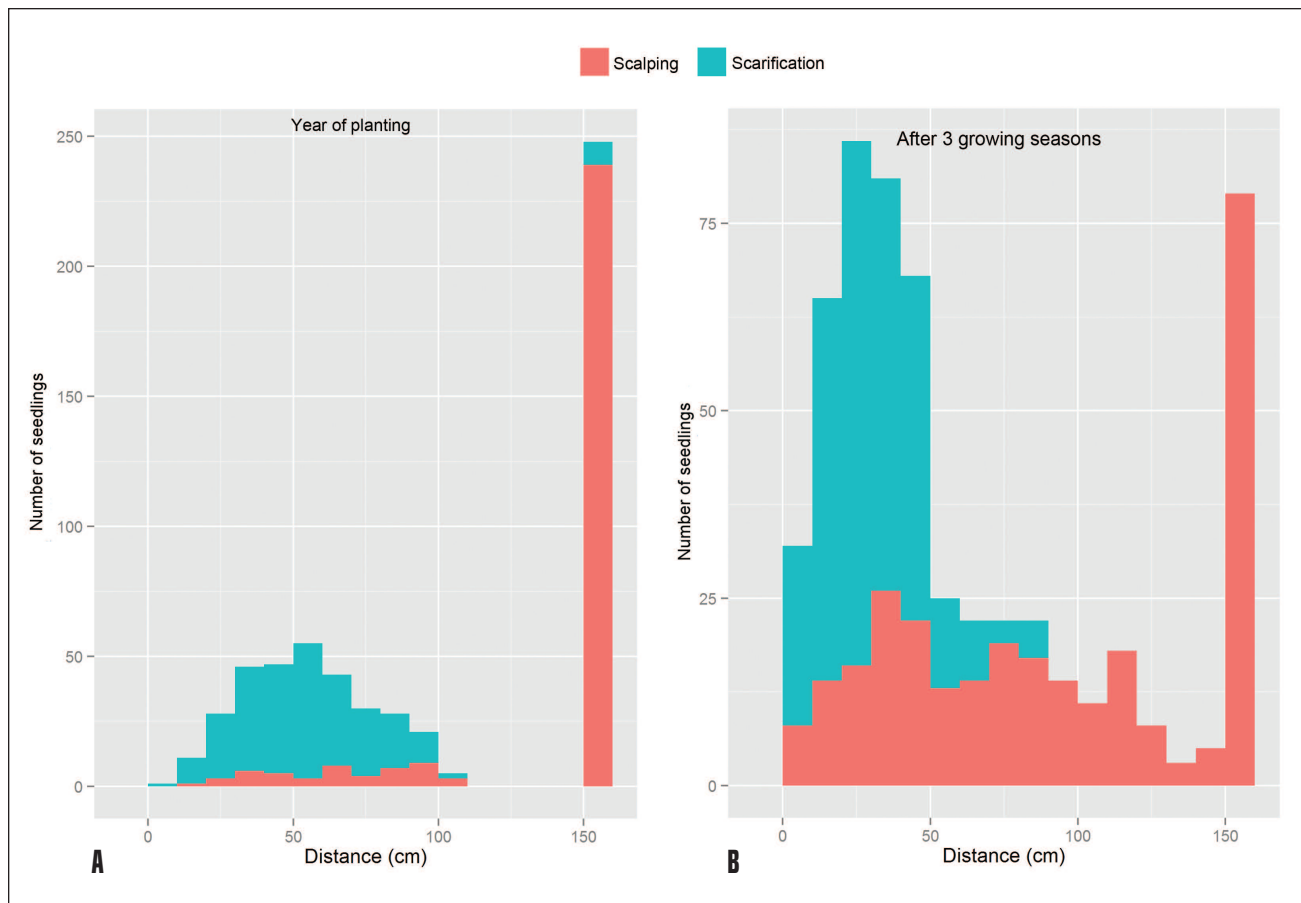 Scalping Scarification
Year of planting
250
200
150
100
50
0
Number of seedlings
0 50 100 150
Distance (cm)
A
After 3 growing seasons
75
50
25
0
Number of seedlings
0 50 100 150
Distance (cm)
B